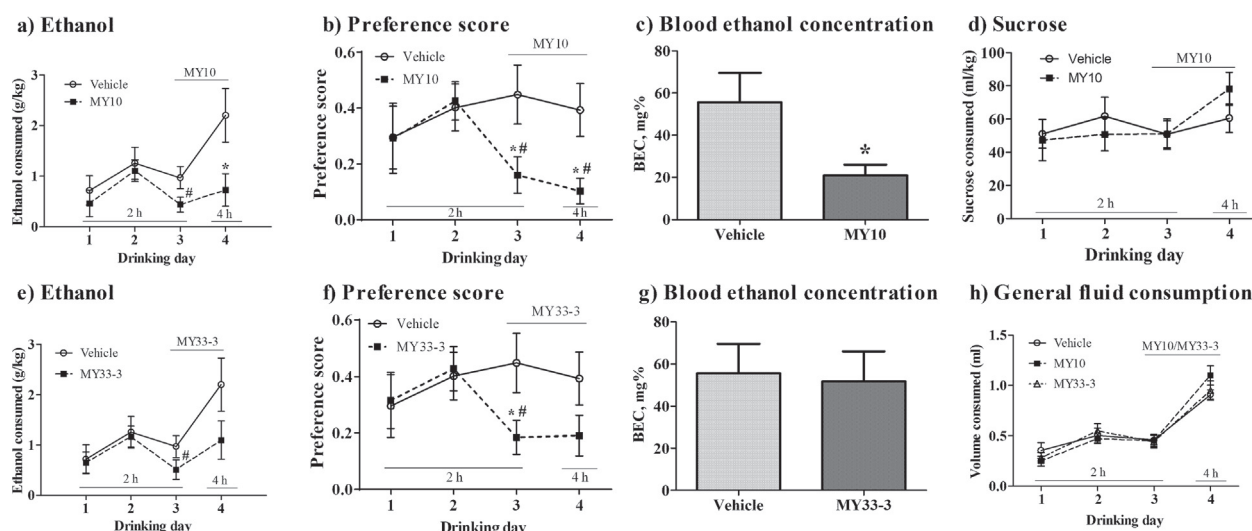 a) Ethanol
MY10
Vehicle
MY10
Ethanol consumed (g/kg)
3
2
1
0
#
*
2 h
4 h
1 2 3 4
Drinking day
b) Preference score
MY10
Vehicle
MY10
Preference score
0.6
0.4
0.2
0.0
*#
*#
2 h
4 h
1 2 3 4
Drinking day
c) Blood ethanol concentration
BEC, mg%
80
60
40
20
0
*
Vehicle MY10
d) Sucrose
MY10
Vehicle
MY10
Sucrose consumed (ml/kg)
100
80
60
40
20
0
2 h
4 h
1 2 3 4
Drinking day
e) Ethanol
MY33-3
Vehicle
MY33-3
Ethanol consumed (g/kg)
3
2
1
0
#
2 h
4 h
1 2 3 4
Drinking day
f) Preference score
MY33-3
Vehicle
MY33-3
Preference score
0.6
0.4
0.2
0.0
*#
2 h
4 h
1 2 3 4
Drinking day
g) Blood ethanol concentration
BEC, mg%
80
60
40
20
0
Vehicle MY33-3
h) General fluid consumption
MY10/MY33-3
Vehicle
MY10
MY33-3
Volume consumed (ml)
1.5
1.0
0.5
0.0
2 h
4 h
1 2 3 4
Drinking day